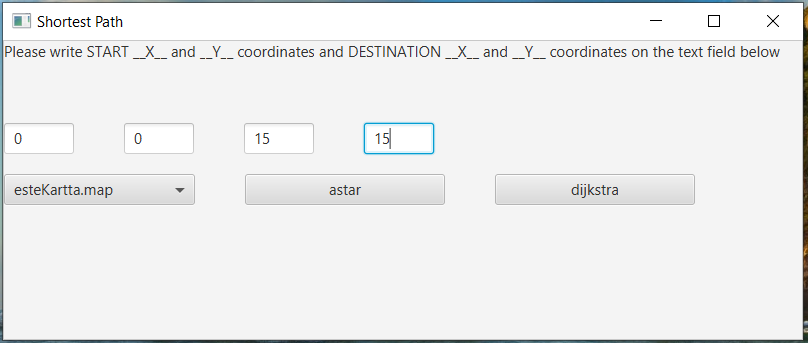 Shortest Path
Please write START __X__ and __Y__ coordinates and DESTINATION __X__ and __Y__ coordinates on the text field below
0 0 15 15
esteKartta.map astar dijkstra